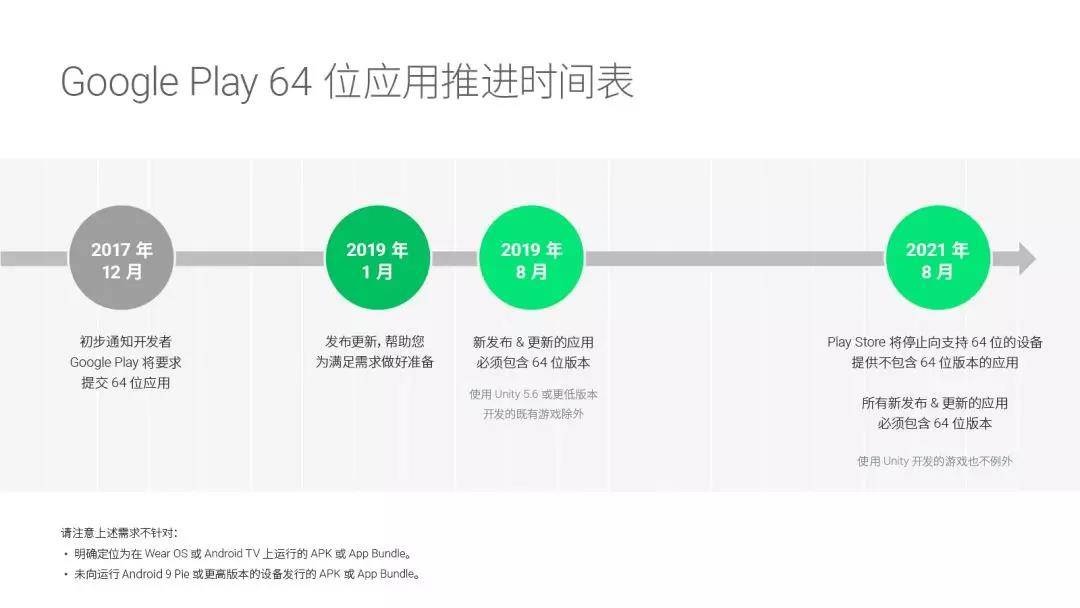 Google Play 64 位应用推进时间表
2017 年
12 月
初步通知开发者
Google Play 将要求
提交 64 位应用
2019 年
1 月
发布更新, 帮助您
为满足需求做好准备
2019 年
8 月
新发布 & 更新的应用
必须包含 64 位版本
使用 Unity 5.6 或更低版本
开发的既有游戏除外
2021 年
8 月
Play Store 将停止向支持 64 位的设备
提供不包含 64 位版本的应用
所有新发布 & 更新的应用
必须包含 64 位版本
使用 Unity 开发的游戏也不例外
请注意上述需求不针对：
• 明确定位为在 Wear OS 或 Android TV 上运行的 APK 或 App Bundle。
• 未向运行 Android 9 Pie 或更高版本的设备发行的 APK 或 App Bundle。